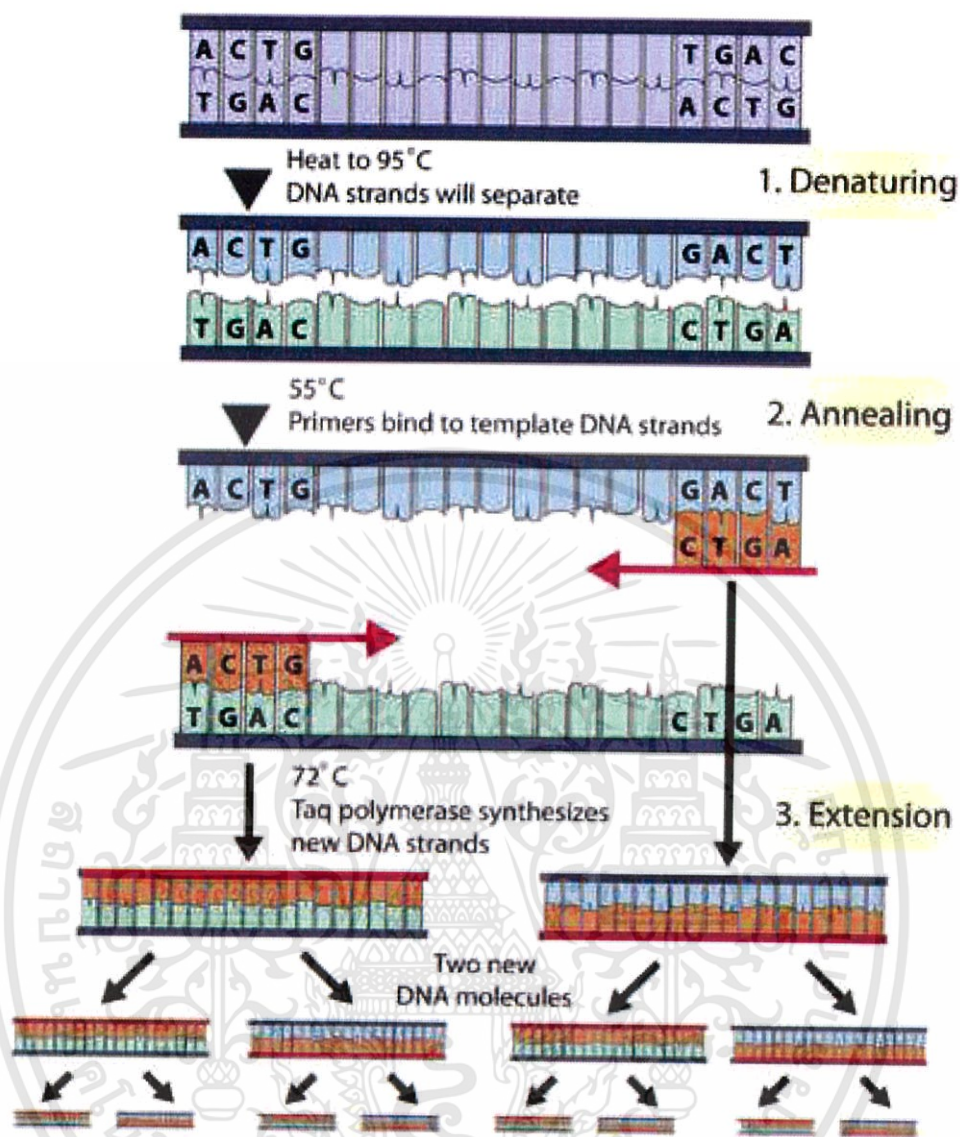 A C T G T G A C
T G A C A C T G
Heat to 95°C
DNA strands will separate
1. Denaturing
A C T G G A C T
T G A C C T G A
55°C
Primers bind to template DNA strands
2. Annealing
A C T G G A C T
C T G A
A C T G
T G A C C T G A
72°C
Taq polymerase synthesizes
new DNA strands
3. Extension
Two new
DNA molecules